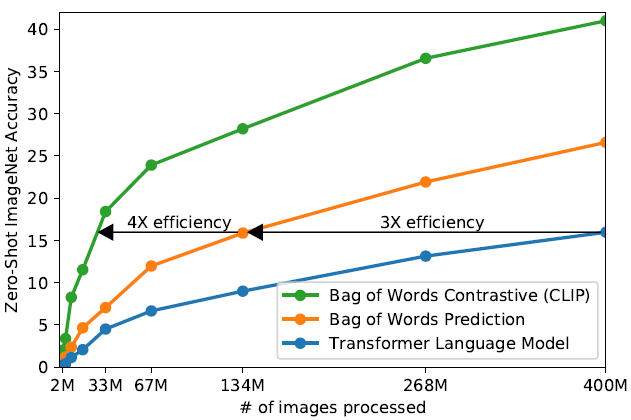 Zero-Shot ImageNet Accuracy
40
35
30
25
20
15
10
5
0
4X efficiency
3X efficiency
Bag of Words Contrastive (CLIP)
Bag of Words Prediction
Transformer Language Model
2M 33M 67M 134M 268M 400M
# of images processed